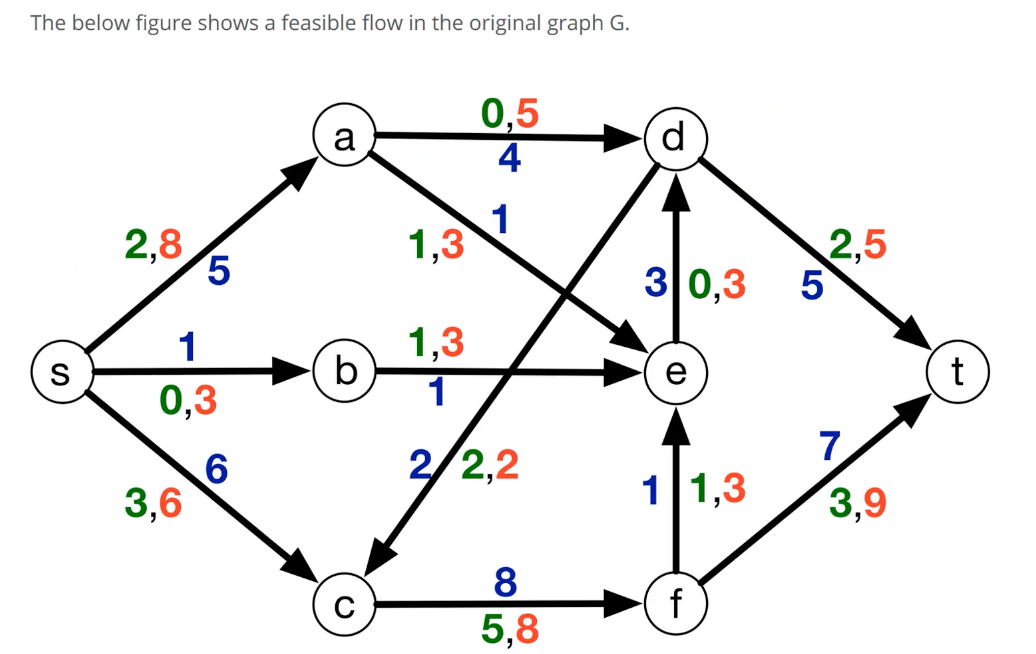 The below figure shows a feasible flow in the original graph G.
0,5
a
d
4
1
2,8
1,3
2,5
5
3
0,3
5
1
1,3
s
b
e
t
0,3
1
7
6
2
2,2
1
1,3
3,6
3,9
8
c
f
5,8